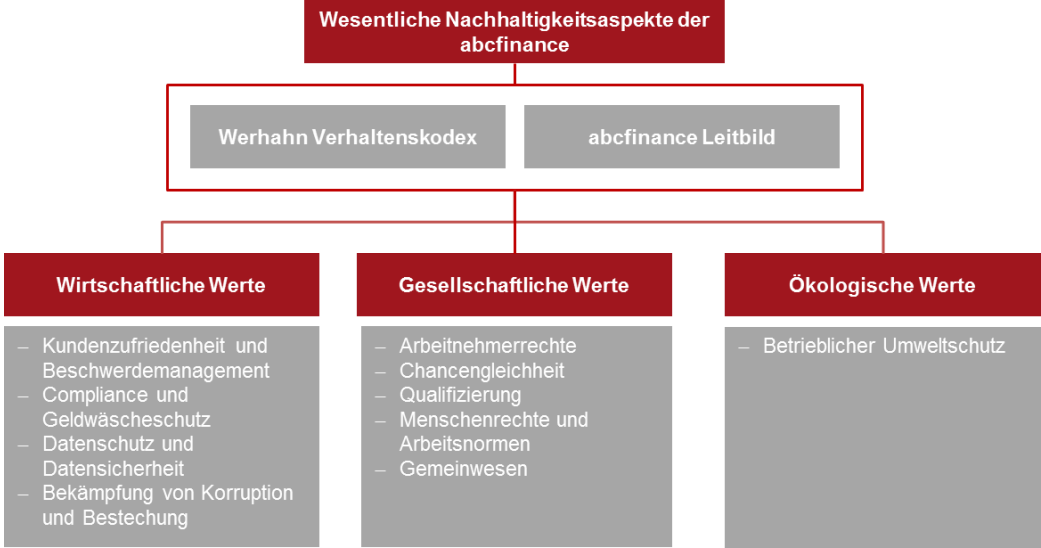 Wesentliche Nachhaltigkeitsaspekte der
abcfinance
Werhahn Verhaltenskodex
abcfinance Leitbild
Wirtschaftliche Werte
– Kundenzufriedenheit und
Beschwerdemanagement
– Compliance und
Geldwäscheschutz
– Datenschutz und
Datensicherheit
– Bekämpfung von Korruption
und Bestechung
Gesellschaftliche Werte
– Arbeitnehmerrechte
– Chancengleichheit
– Qualifizierung
– Menschenrechte und
Arbeitsnormen
– Gemeinwesen
Ökologische Werte
– Betrieblicher Umweltschutz